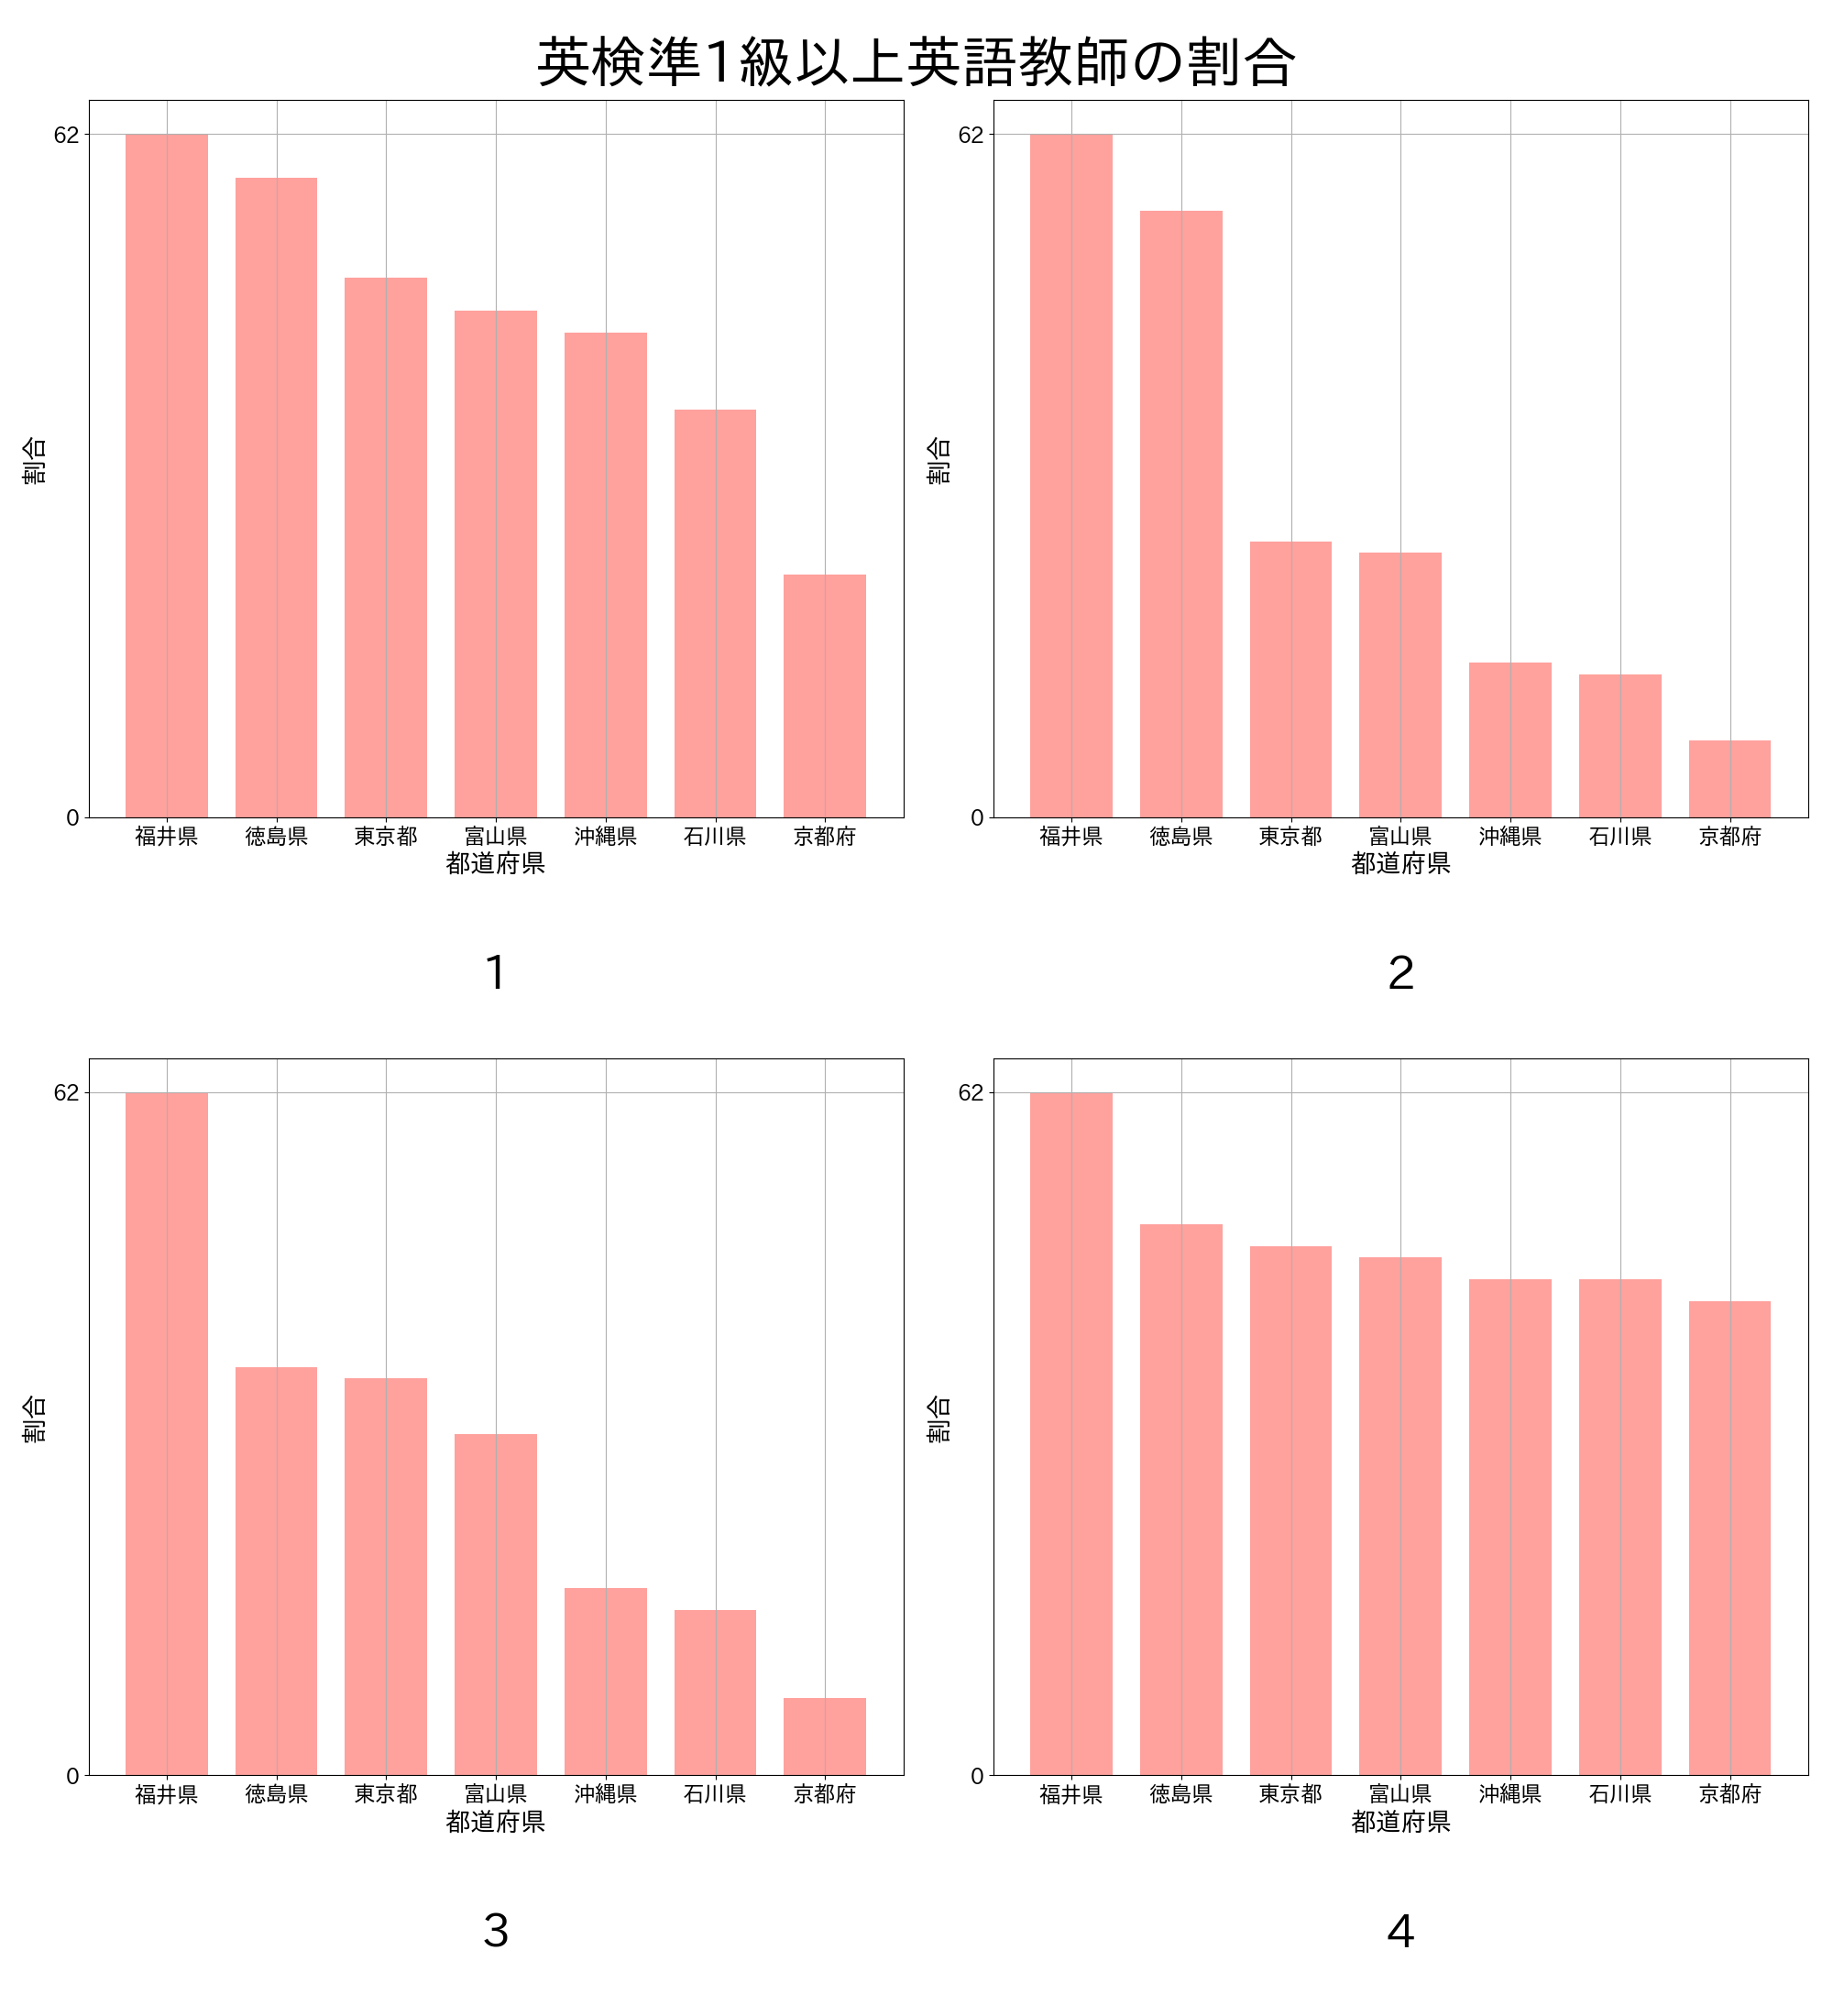 英検準1級以上英語教師の割合
62
0
割合
福井県 徳島県 東京都 富山県 沖縄県 石川県 京都府
都道府県
1
62
0
割合
福井県 徳島県 東京都 富山県 沖縄県 石川県 京都府
都道府県
2
62
0
割合
福井県 徳島県 東京都 富山県 沖縄県 石川県 京都府
都道府県
3
62
0
割合
福井県 徳島県 東京都 富山県 沖縄県 石川県 京都府
都道府県
4